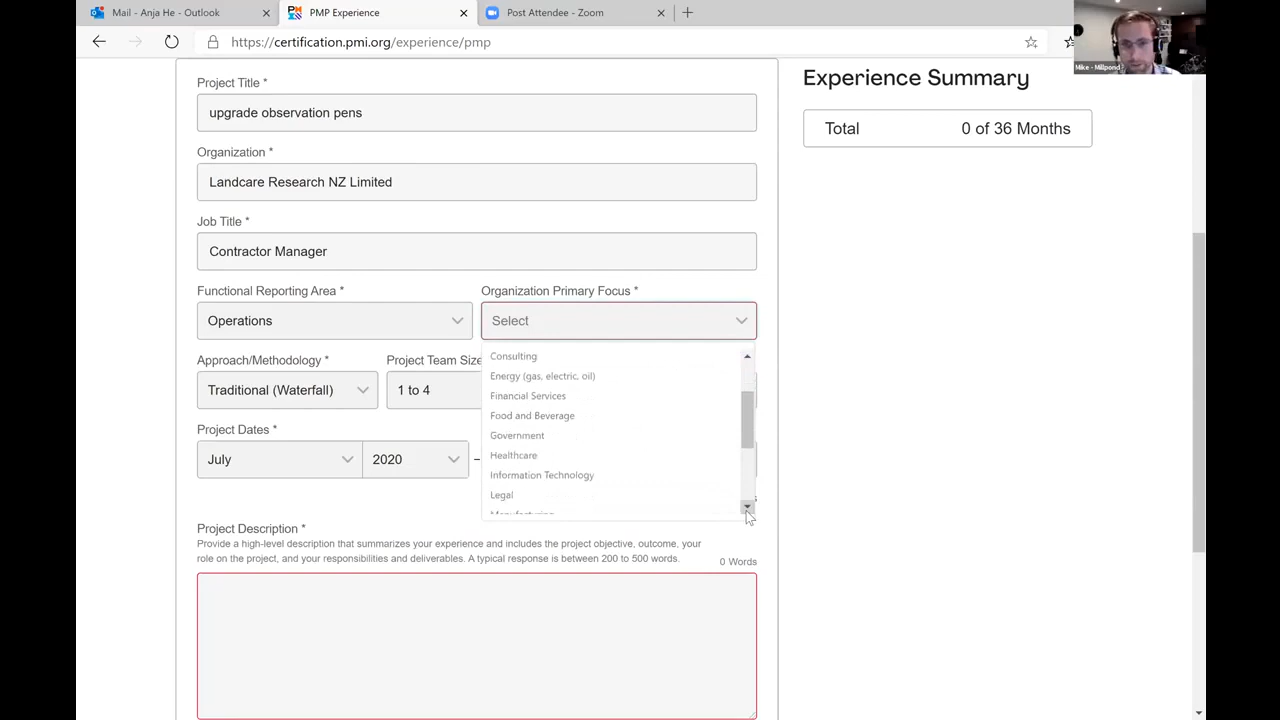 Mail - Anja He - Outlook
PMP Experience
Post Attendee - Zoom
https://certification.pmi.org/experience/pmp
Mike - Millpond
Project Title *
upgrade observation pens
Organization *
Landcare Research NZ Limited
Job Title *
Contractor Manager
Functional Reporting Area *
Organization Primary Focus *
Operations
Select
Approach/Methodology *
Project Team Size
Traditional (Waterfall)
1 to 4
Consulting
Energy (gas, electric, oil)
Financial Services
Food and Beverage
Government
Healthcare
Information Technology
Legal
Manufacturing
Project Dates *
July
2020
–
Project Description *
Provide a high-level description that summarizes your experience and includes the project objective, outcome, your
role on the project, and your responsibilities and deliverables. A typical response is between 200 to 500 words.
0 Words
Experience Summary
Total
0 of 36 Months